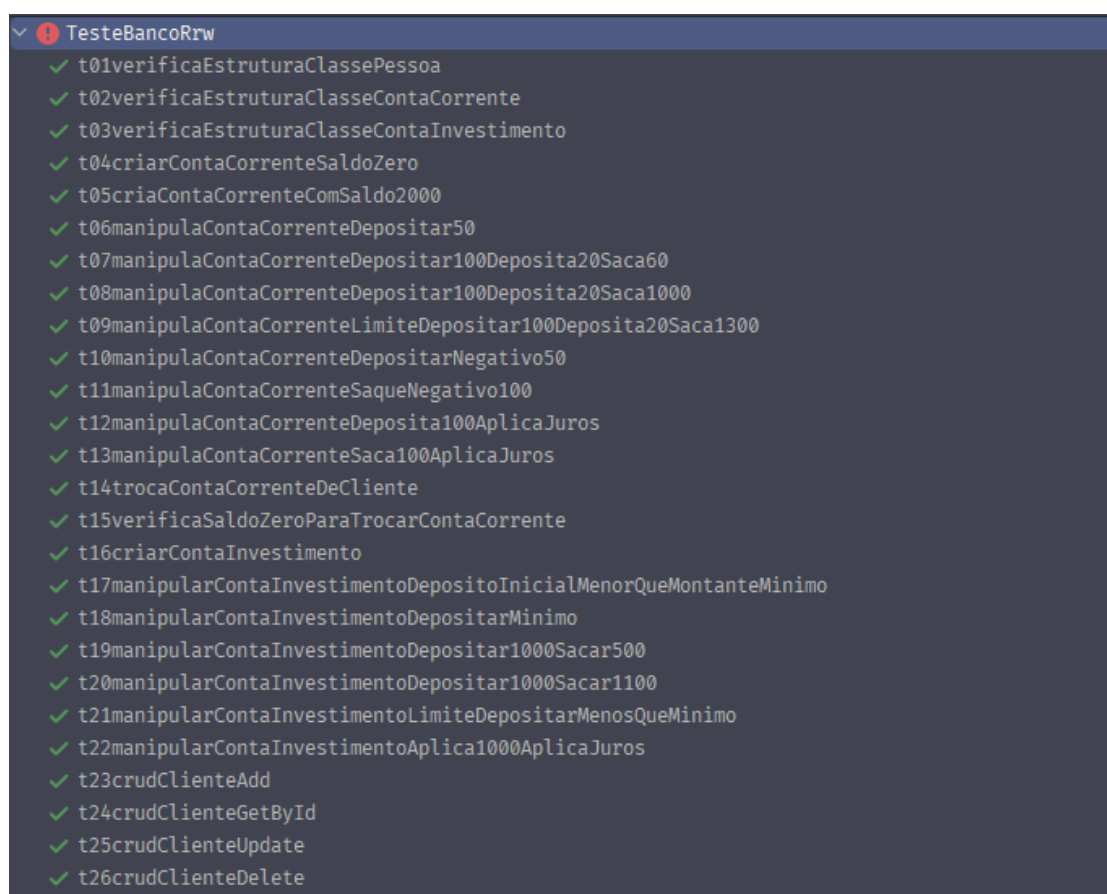 TesteBancoRrw
t01verificaEstruturaClassePessoa
t02verificaEstruturaClasseContaCorrente
t03verificaEstruturaClasseContaInvestimento
t04criarContaCorrenteSaldoZero
t05criaContaCorrenteComSaldo2000
t06manipulaContaCorrenteDepositar50
t07manipulaContaCorrenteDepositar100Deposita20Saca60
t08manipulaContaCorrenteDepositar100Deposita20Saca1000
t09manipulaContaCorrenteLimiteDepositar100Deposita20Saca1300
t10manipulaContaCorrenteDepositarNegativo50
t11manipulaContaCorrenteSaqueNegativo100
t12manipulaContaCorrenteDeposita100AplicaJuros
t13manipulaContaCorrenteSaca100AplicaJuros
t14trocaContaCorrenteDeCliente
t15verificaSaldoZeroParaTrocarContaCorrente
t16criarContaInvestimento
t17manipularContaInvestimentoDepositoInicialMenorQueMontanteMinimo
t18manipularContaInvestimentoDepositarMinimo
t19manipularContaInvestimentoDepositar1000Sacar500
t20manipularContaInvestimentoDepositar1000Sacar1100
t21manipularContaInvestimentoLimiteDepositarMenosQueMinimo
t22manipularContaInvestimentoAplica1000AplicaJuros
t23crudClienteAdd
t24crudClienteGetById
t25crudClienteUpdate
t26crudClienteDelete